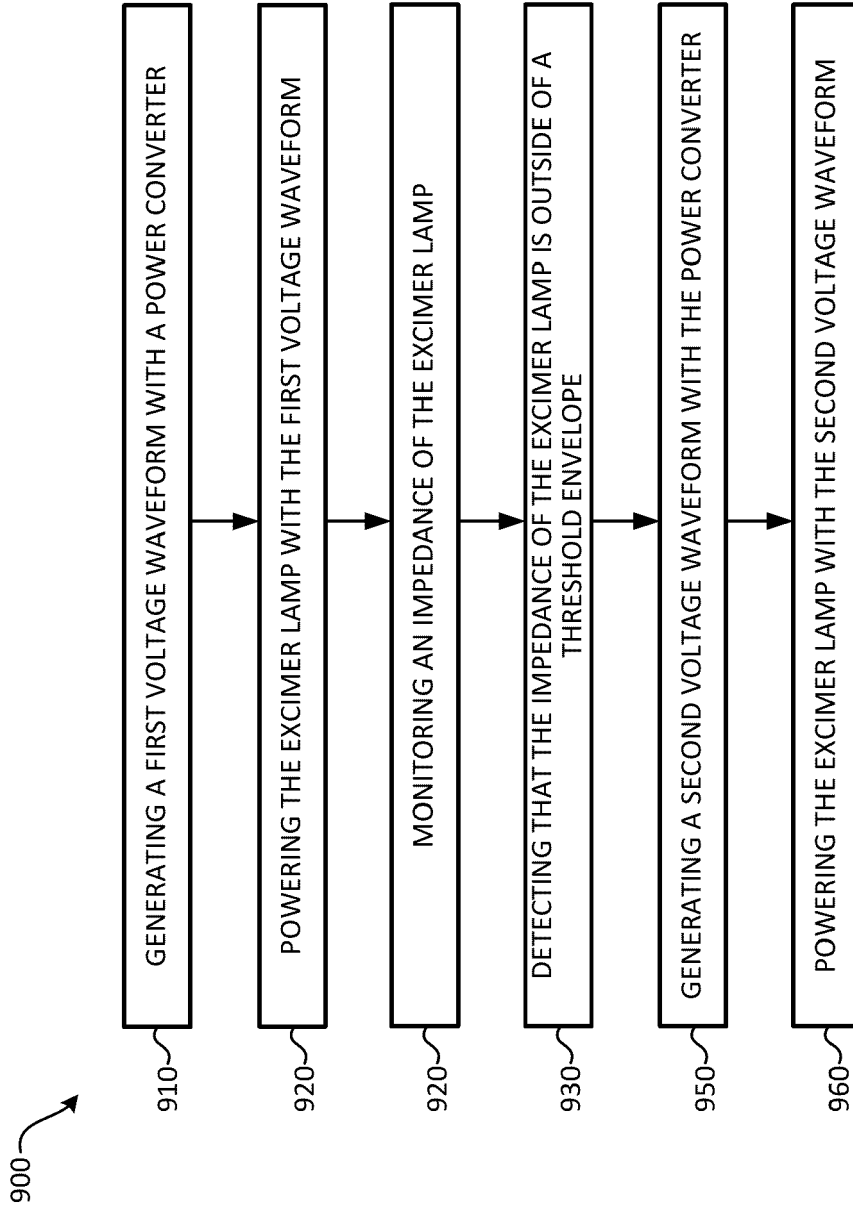 900
910
GENERATING A FIRST VOLTAGE WAVEFORM WITH A POWER CONVERTER
920
POWERING THE EXCIMER LAMP WITH THE FIRST VOLTAGE WAVEFORM
920
MONITORING AN IMPEDANCE OF THE EXCIMER LAMP
930
DETECTING THAT THE IMPEDANCE OF THE EXCIMER LAMP IS OUTSIDE OF A
THRESHOLD ENVELOPE
950
GENERATING A SECOND VOLTAGE WAVEFORM WITH THE POWER CONVERTER
960
POWERING THE EXCIMER LAMP WITH THE SECOND VOLTAGE WAVEFORM